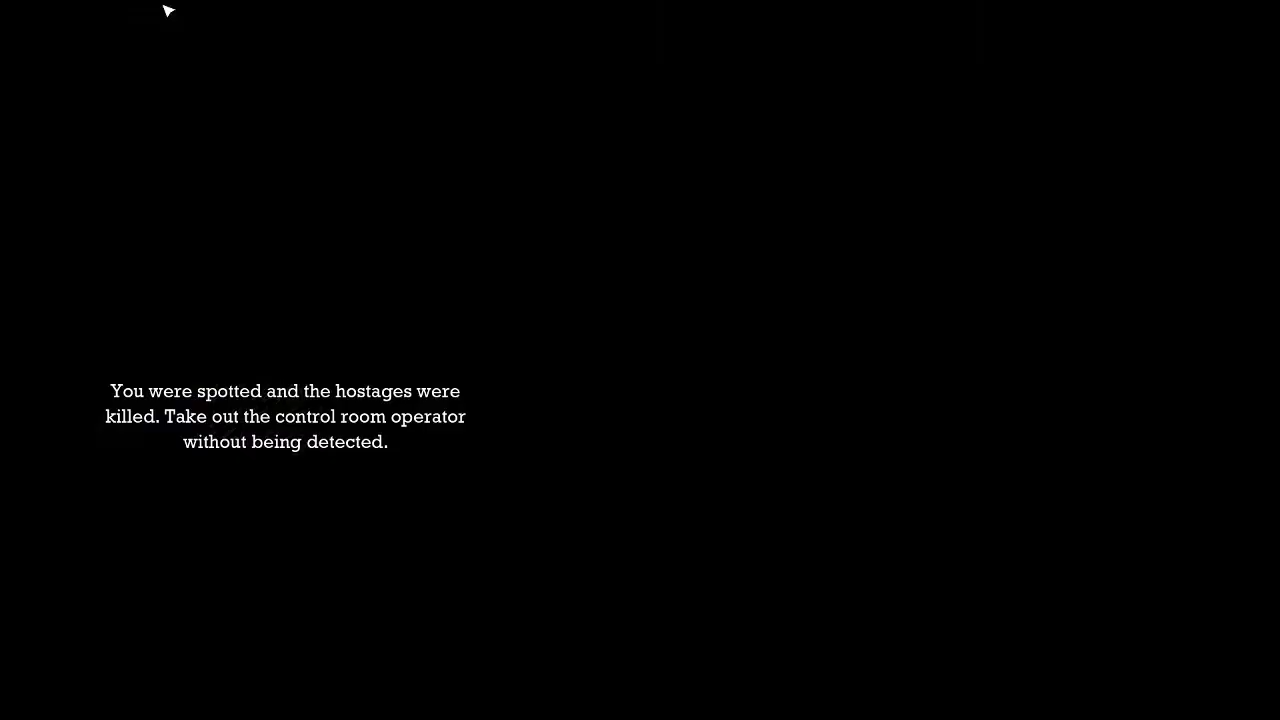 You were spotted and the hostages were
killed. Take out the control room operator
without being detected.